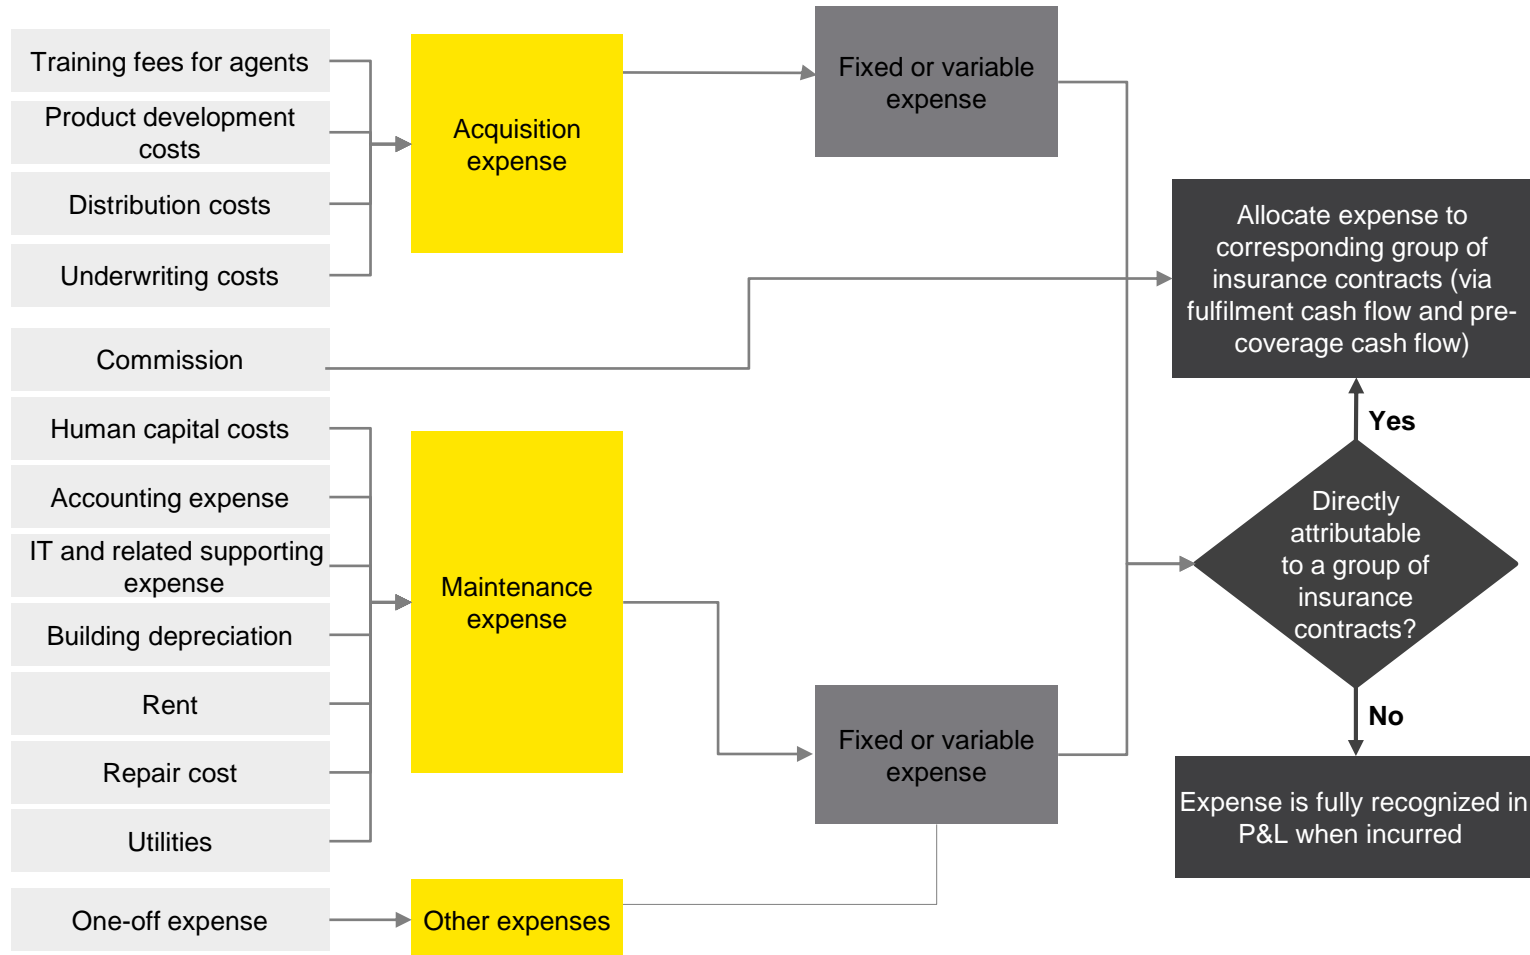 Training fees for agents
Product development
costs
Distribution costs
Underwriting costs
Commission
Human capital costs
Accounting expense
IT and related supporting
expense
Building depreciation
Rent
Repair cost
Utilities
One-off expense
Acquisition
expense
Maintenance
expense
Other expenses
Fixed or variable
expense
Fixed or variable
expense
Allocate expense to
corresponding group of
insurance contracts (via
fulfilment cash flow and pre-
coverage cash flow)
Yes
Directly
attributable
to a group of
insurance
contracts?
No
Expense is fully recognized in
P&L when incurred